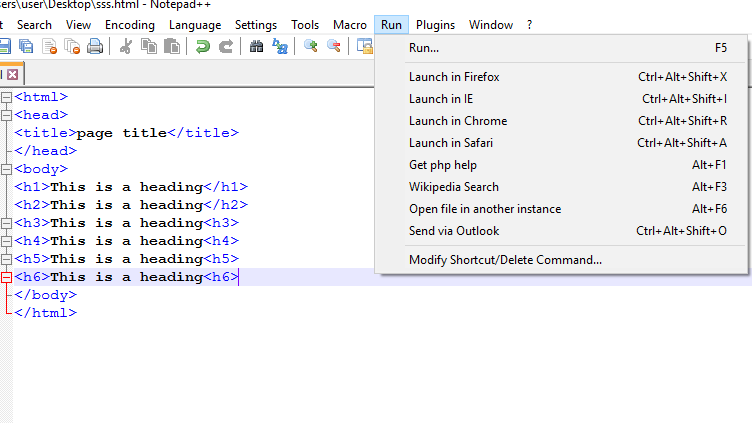 sers\user\Desktop\sss.html - Notepad++
t Search View Encoding Language Settings Tools Macro Run Plugins Window ?
Run... F5
Launch in Firefox Ctrl+Alt+Shift+X
Launch in IE Ctrl+Alt+Shift+I
Launch in Chrome Ctrl+Alt+Shift+R
Launch in Safari Ctrl+Alt+Shift+A
Get php help Alt+F1
Wikipedia Search Alt+F3
Open file in another instance Alt+F6
Send via Outlook Ctrl+Alt+Shift+O
Modify Shortcut/Delete Command...
<html>
<head>
<title>page title</title>
</head>
<body>
<h1>This is a heading</h1>
<h2>This is a heading</h2>
<h3>This is a heading<h3>
<h4>This is a heading<h4>
<h5>This is a heading<h5>
<h6>This is a heading<h6>
</body>
</html>